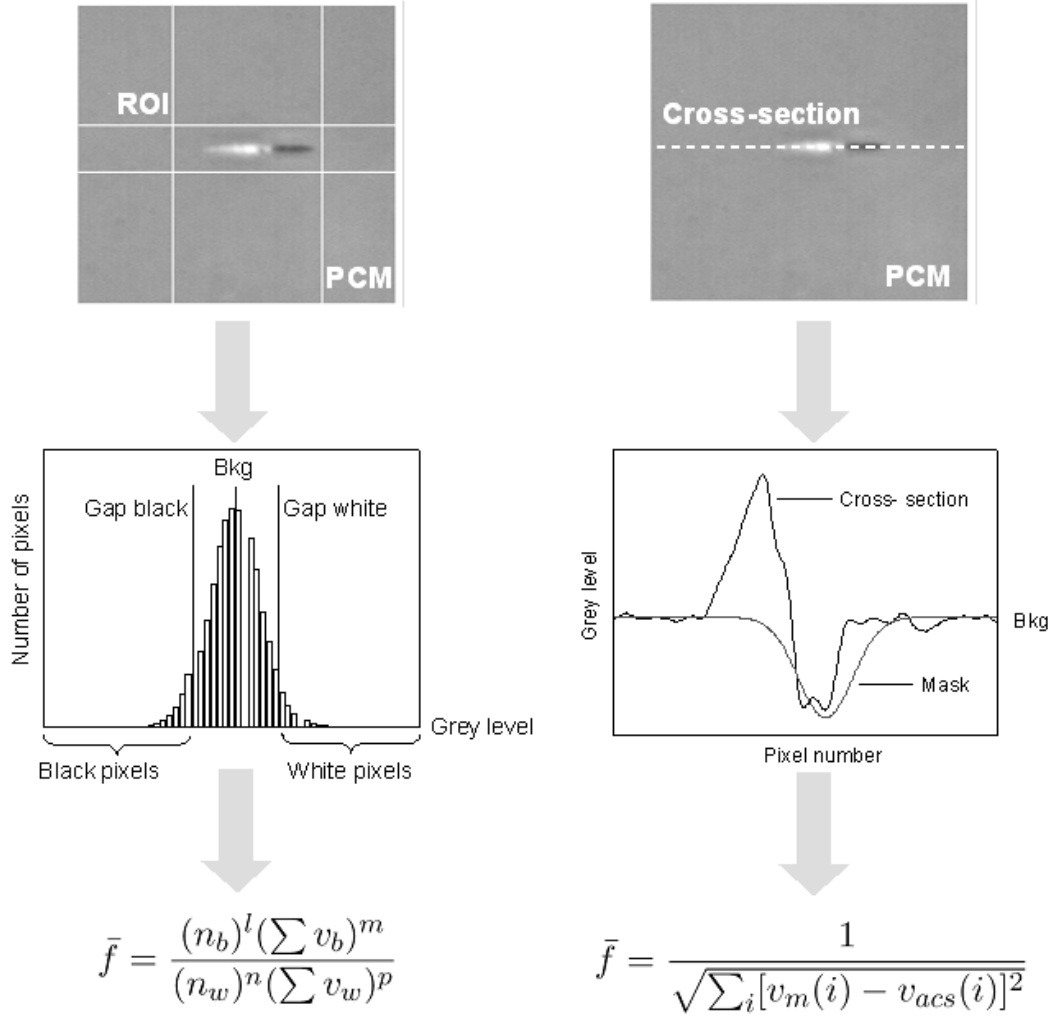 ROI
PCM
Cross-section
PCM
Number of pixels
Bkg
Gap black
Gap white
Grey level
Black pixels
White pixels
Grey level
Cross- section
Bkg
Mask
Pixel number
\bar{f} = \frac{(n_b)^l (\sum v_b)^m}{(n_w)^n (\sum v_w)^p}
\bar{f} = \frac{1}{\sqrt{\sum_i [v_m(i) - v_{acs}(i)]^2}}